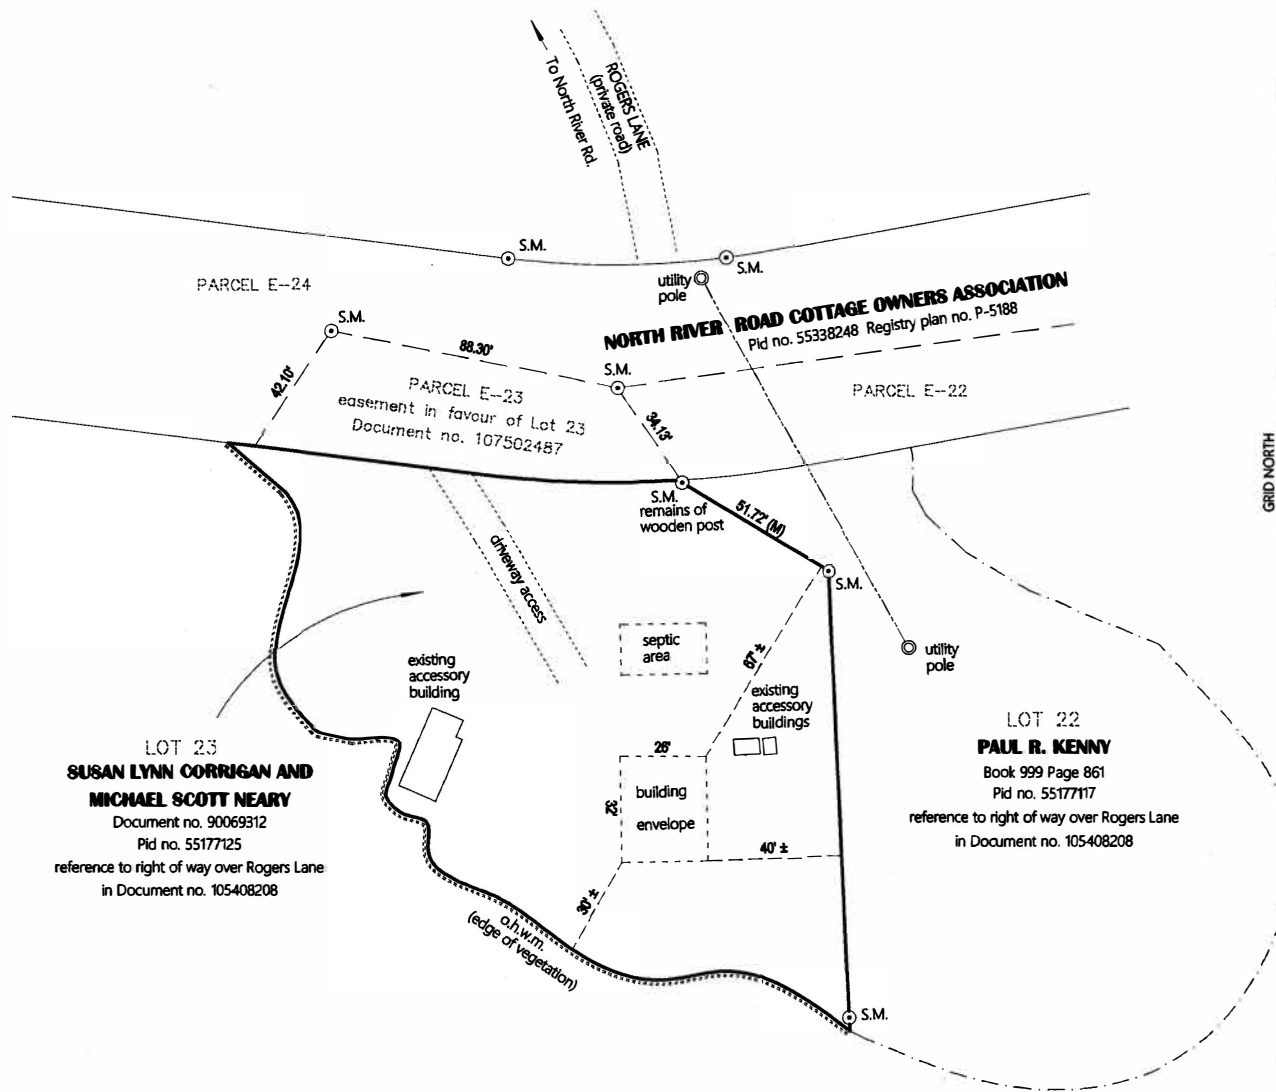 To North River Rd.
ROGERS LANE
(private road)
S.M.
S.M.
PARCEL E-24
utility
pole
S.M.
NORTH RIVER ROAD COTTAGE OWNERS ASSOCIATION
Pid no. 55338248 Registry plan no. P-5188
88.30'
42.10'
S.M.
PARCEL E-23
easement in favour of Lot 23
Document no. 107502487
PARCEL E-22
34.13'
GRID NORTH
S.M.
remains of
wooden post
51.72' (M)
driveway access
S.M.
septic
area
67' ±
utility
pole
existing
accessory
building
existing
accessory
buildings
LOT 23
SUSAN LYNN CORRIGAN AND
MICHAEL SCOTT NEARY
Document no. 90069312
Pid no. 55177125
reference to right of way over Rogers Lane
in Document no. 105408208
LOT 22
PAUL R. KENNY
Book 999 Page 861
Pid no. 55177117
reference to right of way over Rogers Lane
in Document no. 105408208
26'
32'
building
envelope
40' ±
30' ±
o.h.w.m.
(edge of vegetation)
S.M.